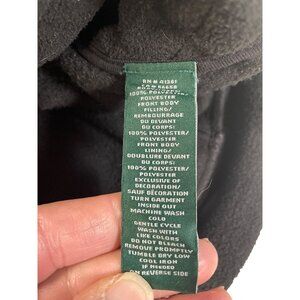 RN # 41381
100% POLYESTER/
POLYESTER
FRONT BODY
FILLING/
REMBOURRAGE
DU DEVANT
DU CORPS:
100% POLYESTER/
POLYESTER
FRONT BODY
LINING/
DOUBLURE DEVANT
DU CORPS:
100% POLYESTER/
POLYESTER
EXCLUSIVE OF
DECORATION/
SAUF DÉCORATION
TURN GARMENT
INSIDE OUT
MACHINE WASH
COLD
GENTLE CYCLE
WASH WITH
LIKE COLORS
DO NOT BLEACH
REMOVE PROMPTLY
TUMBLE DRY LOW
COOL IRON
IF NEEDED
ON REVERSE SIDE